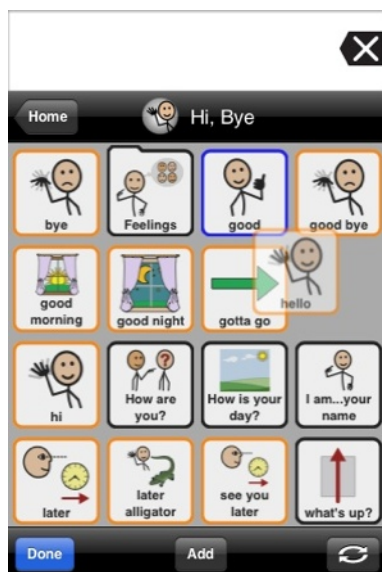 Home
Hi, Bye
bye
Feelings
good
good bye
good
morning
good night
gotta go
hello
hi
How are
you?
How is your
day?
I am...your
name
later
later
alligator
see you
later
what's up?
Done
Add